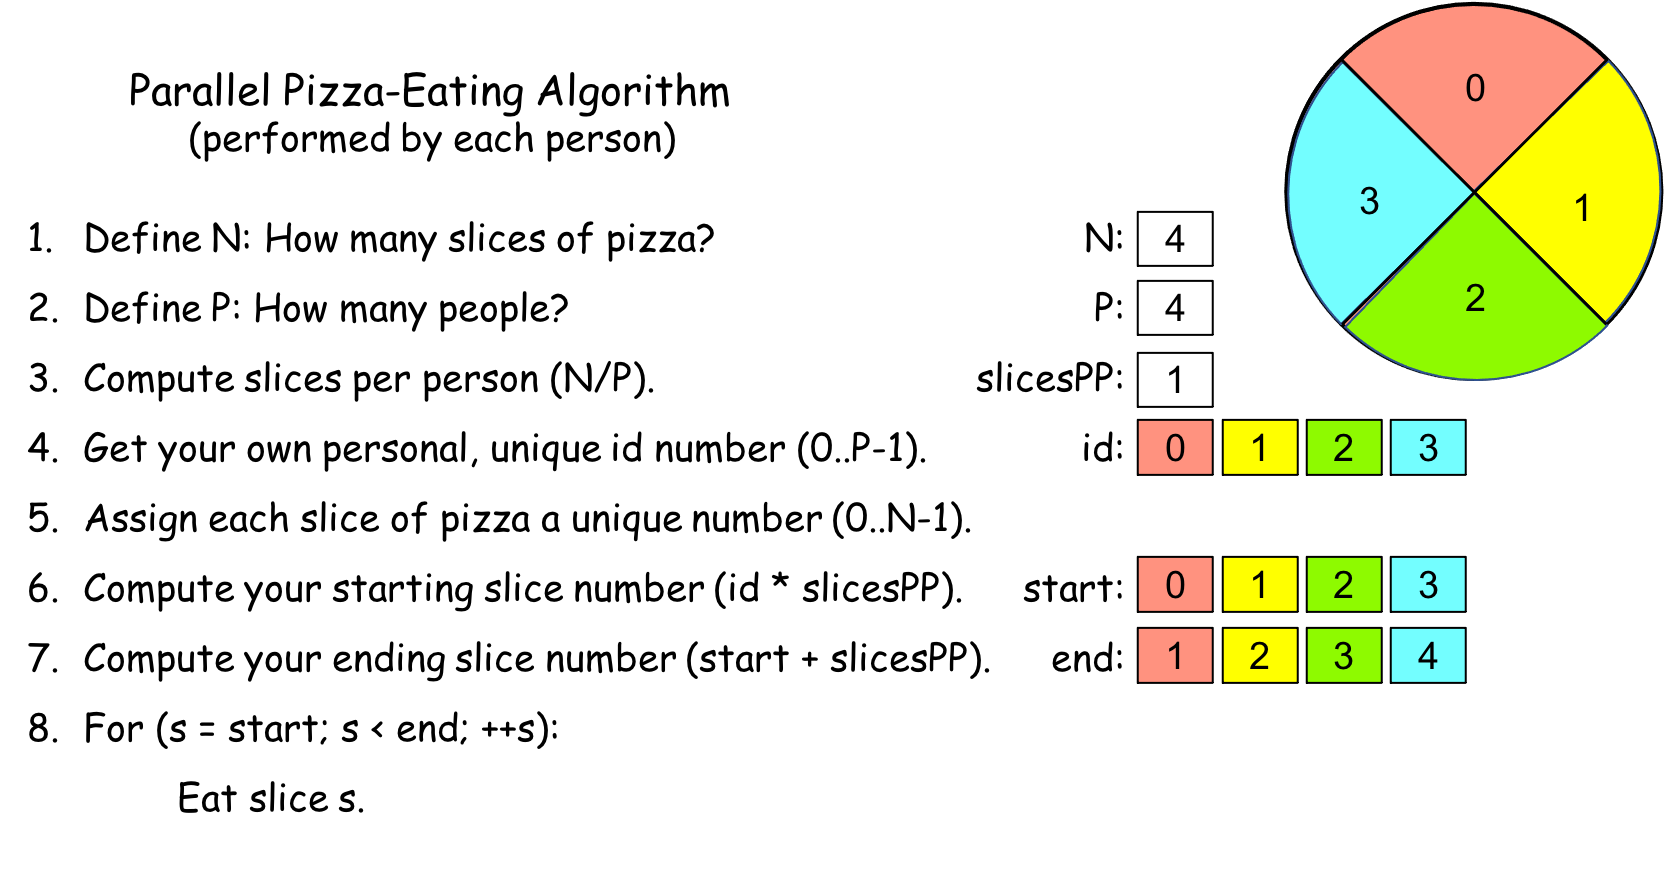 Parallel Pizza-Eating Algorithm
(performed by each person)
0
3
1
2
1. Define N: How many slices of pizza? N: 4
2. Define P: How many people? P: 4
3. Compute slices per person (N/P). slicesPP: 1
4. Get your own personal, unique id number (0..P-1). id: 0 1 2 3
5. Assign each slice of pizza a unique number (0..N-1).
6. Compute your starting slice number (id * slicesPP). start: 0 1 2 3
7. Compute your ending slice number (start + slicesPP). end: 1 2 3 4
8. For (s = start; s < end; ++s):
Eat slice s.